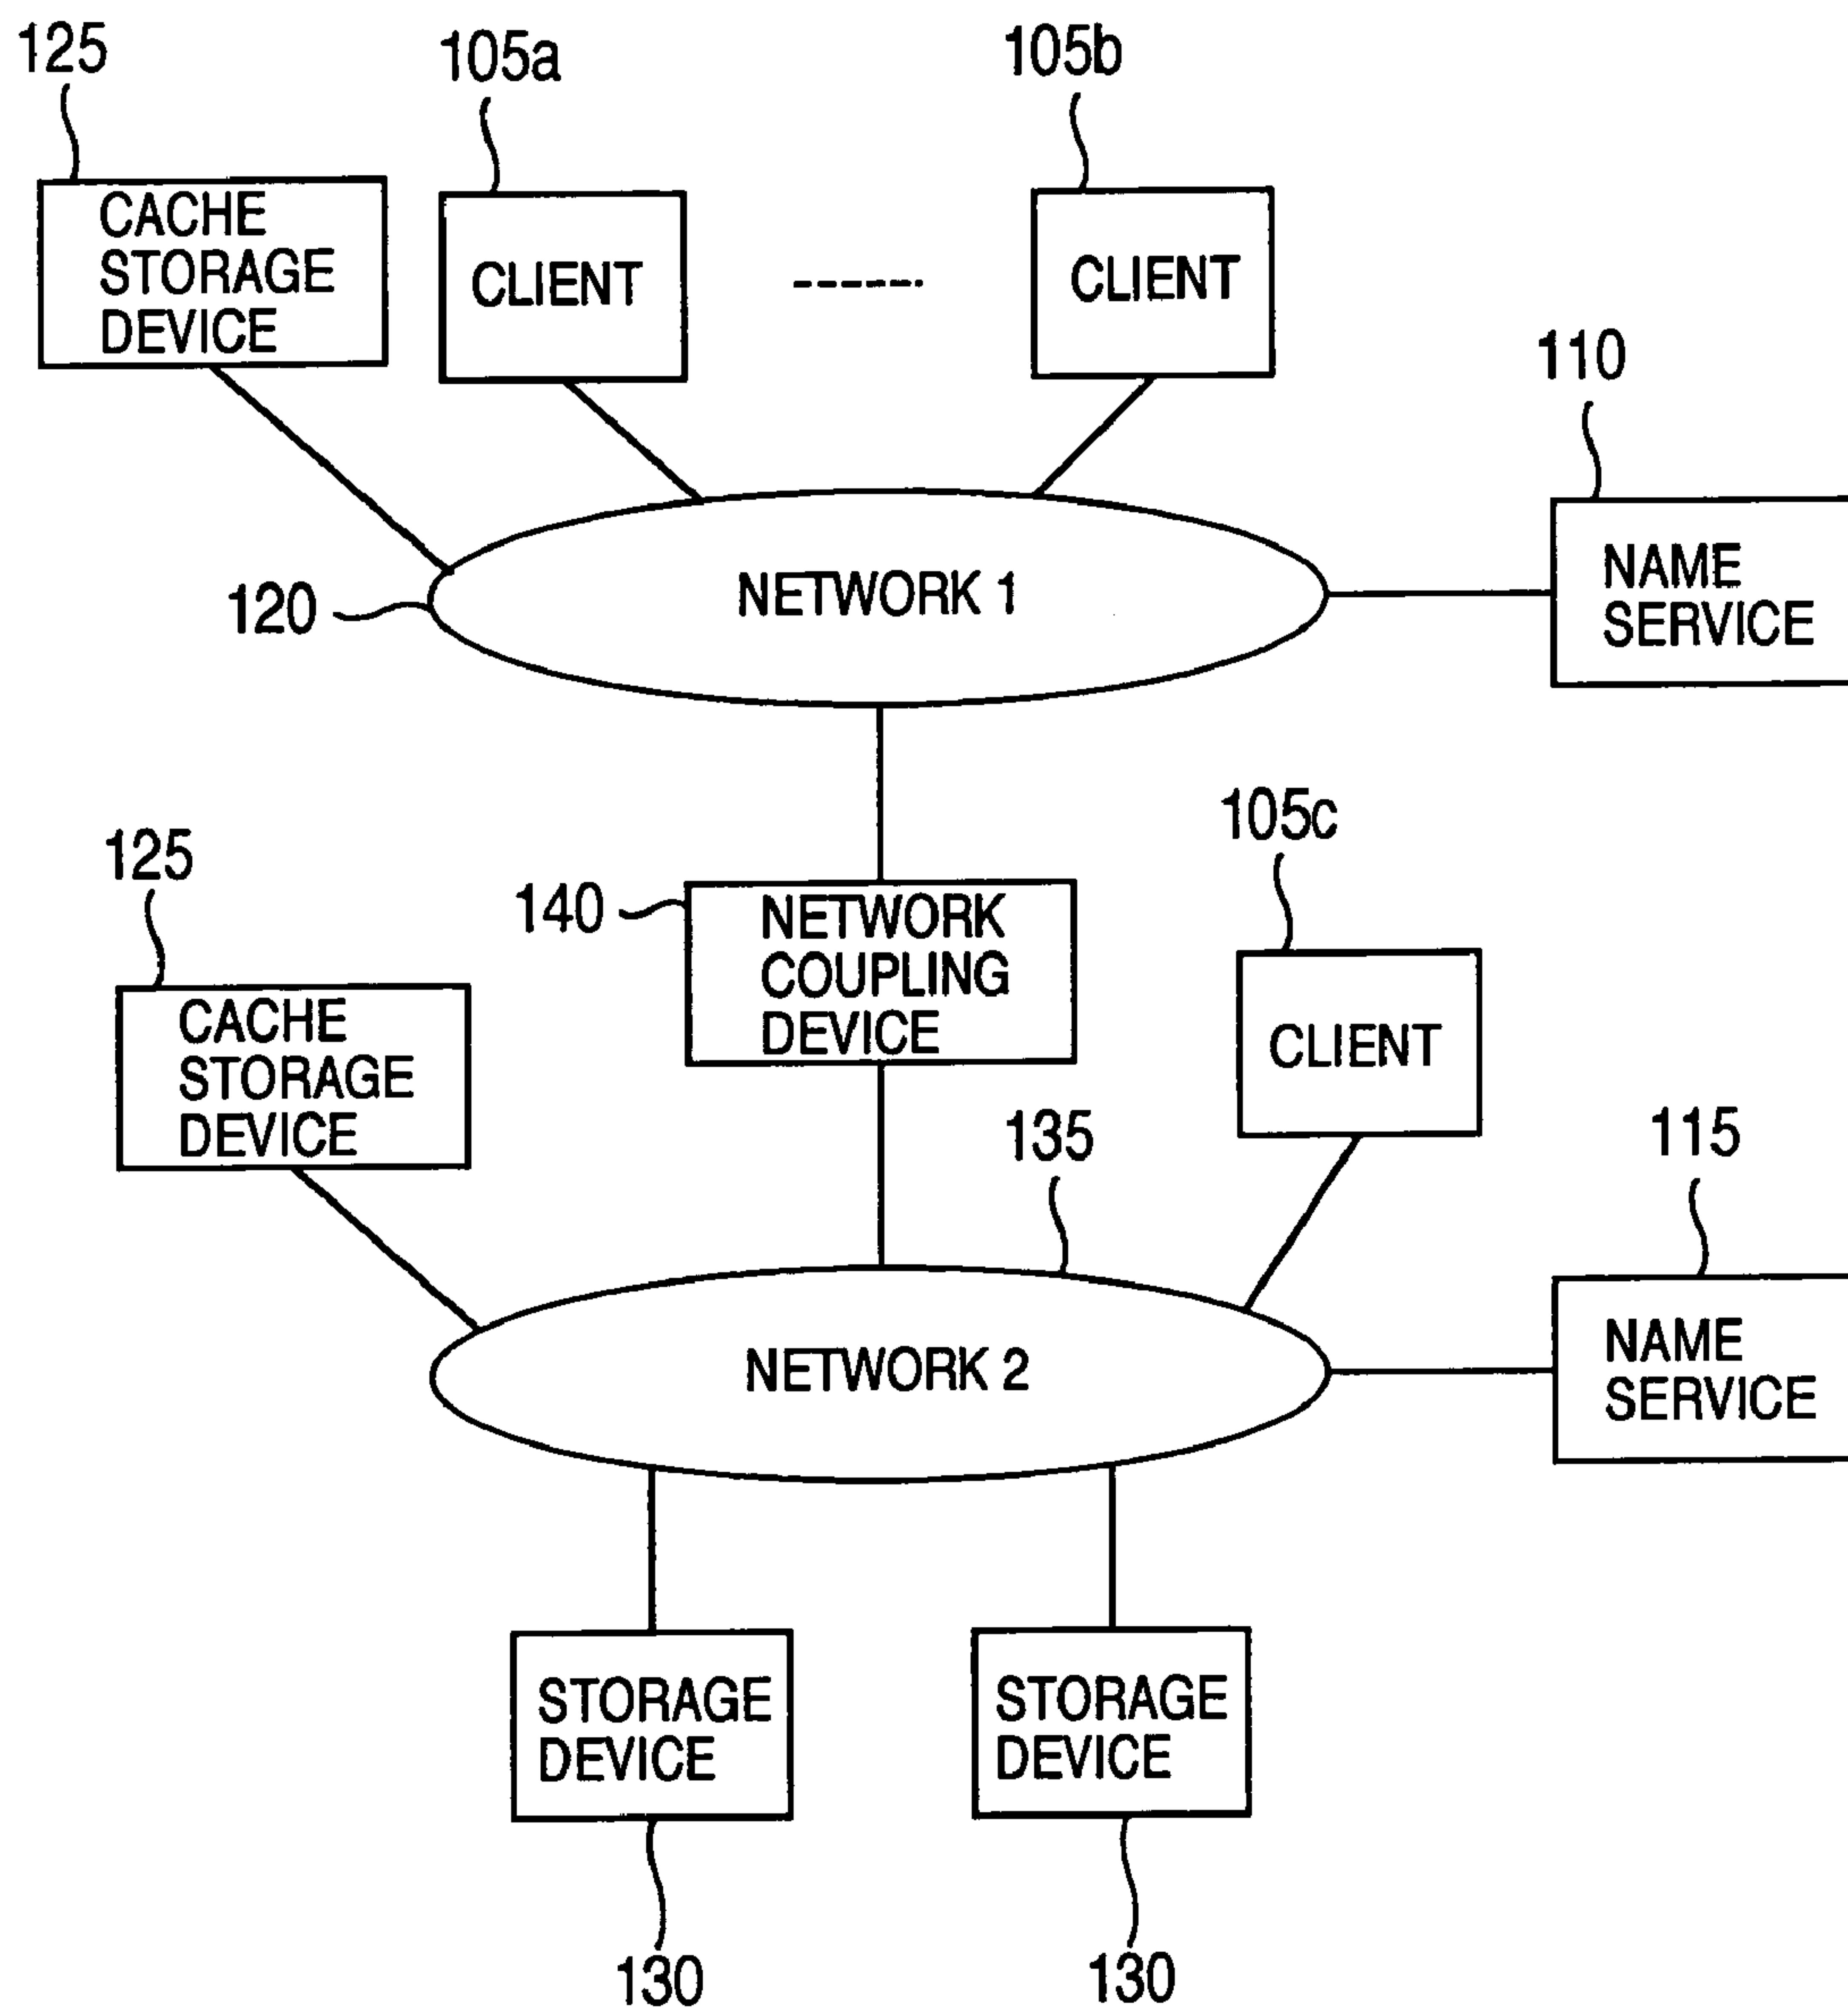 125
105a
105b
CACHE
STORAGE
DEVICE
CLIENT
CLIENT
110
NAME
SERVICE
NETWORK 1
120
105c
125
140
NETWORK
COUPLING
DEVICE
CACHE
STORAGE
DEVICE
CLIENT
135
115
NETWORK 2
NAME
SERVICE
STORAGE
DEVICE
STORAGE
DEVICE
130
130